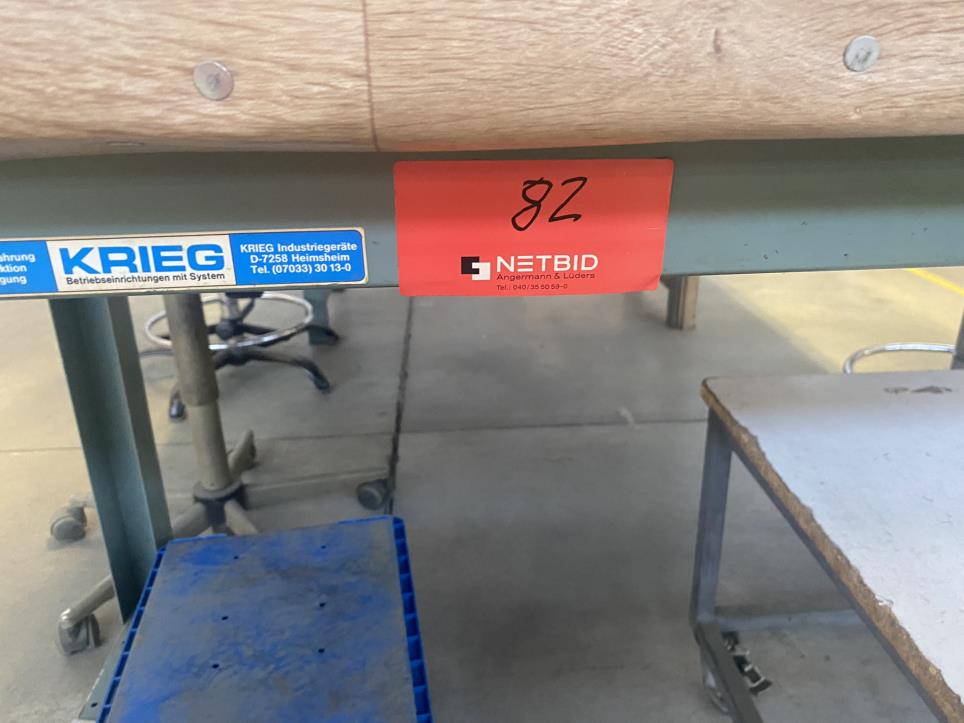 ahrung
ktion
gung
KRIEG
Betriebseinrichtungen mit System
KRIEG Industriegeräte
D-7258 Heimsheim
Tel. (07033) 30 13-0
82
NETBID
Angermann & Lüders
Tel.: 040/35 50 59-0